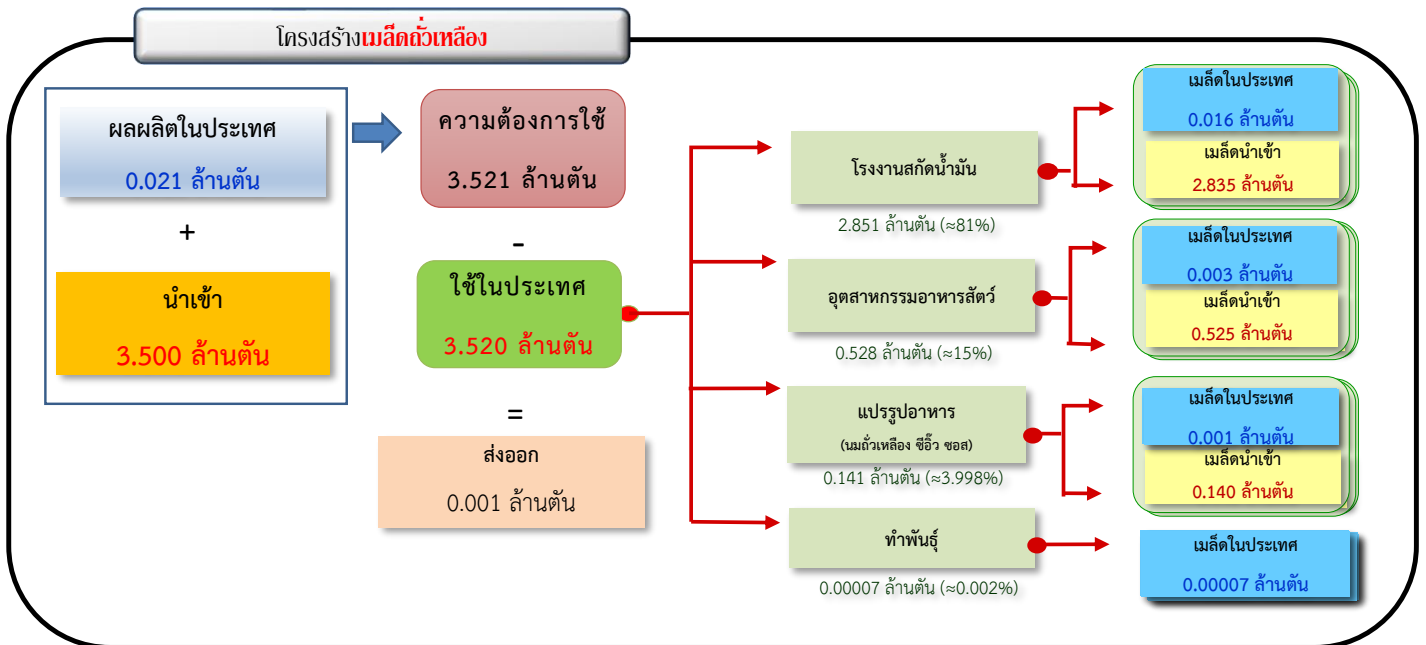 โครงสร้างเมล็ดถั่วเหลือง
ผลผลิตในประเทศ
0.021 ล้านตัน
+
นำเข้า
3.500 ล้านตัน
ความต้องการใช้
3.521 ล้านตัน
-
ใช้ในประเทศ
3.520 ล้านตัน
=
ส่งออก
0.001 ล้านตัน
โรงงานสกัดน้ำมัน
2.851 ล้านตัน (≈81%)
เมล็ดในประเทศ
0.016 ล้านตัน
เมล็ดนำเข้า
2.835 ล้านตัน
อุตสาหกรรมอาหารสัตว์
0.528 ล้านตัน (≈15%)
เมล็ดในประเทศ
0.003 ล้านตัน
เมล็ดนำเข้า
0.525 ล้านตัน
แปรรูปอาหาร
(นมถั่วเหลือง ซีอิ๊ว ซอส)
0.141 ล้านตัน (≈3.998%)
เมล็ดในประเทศ
0.001 ล้านตัน
เมล็ดนำเข้า
0.140 ล้านตัน
ทำพันธุ์
0.00007 ล้านตัน (≈0.002%)
เมล็ดในประเทศ
0.00007 ล้านตัน